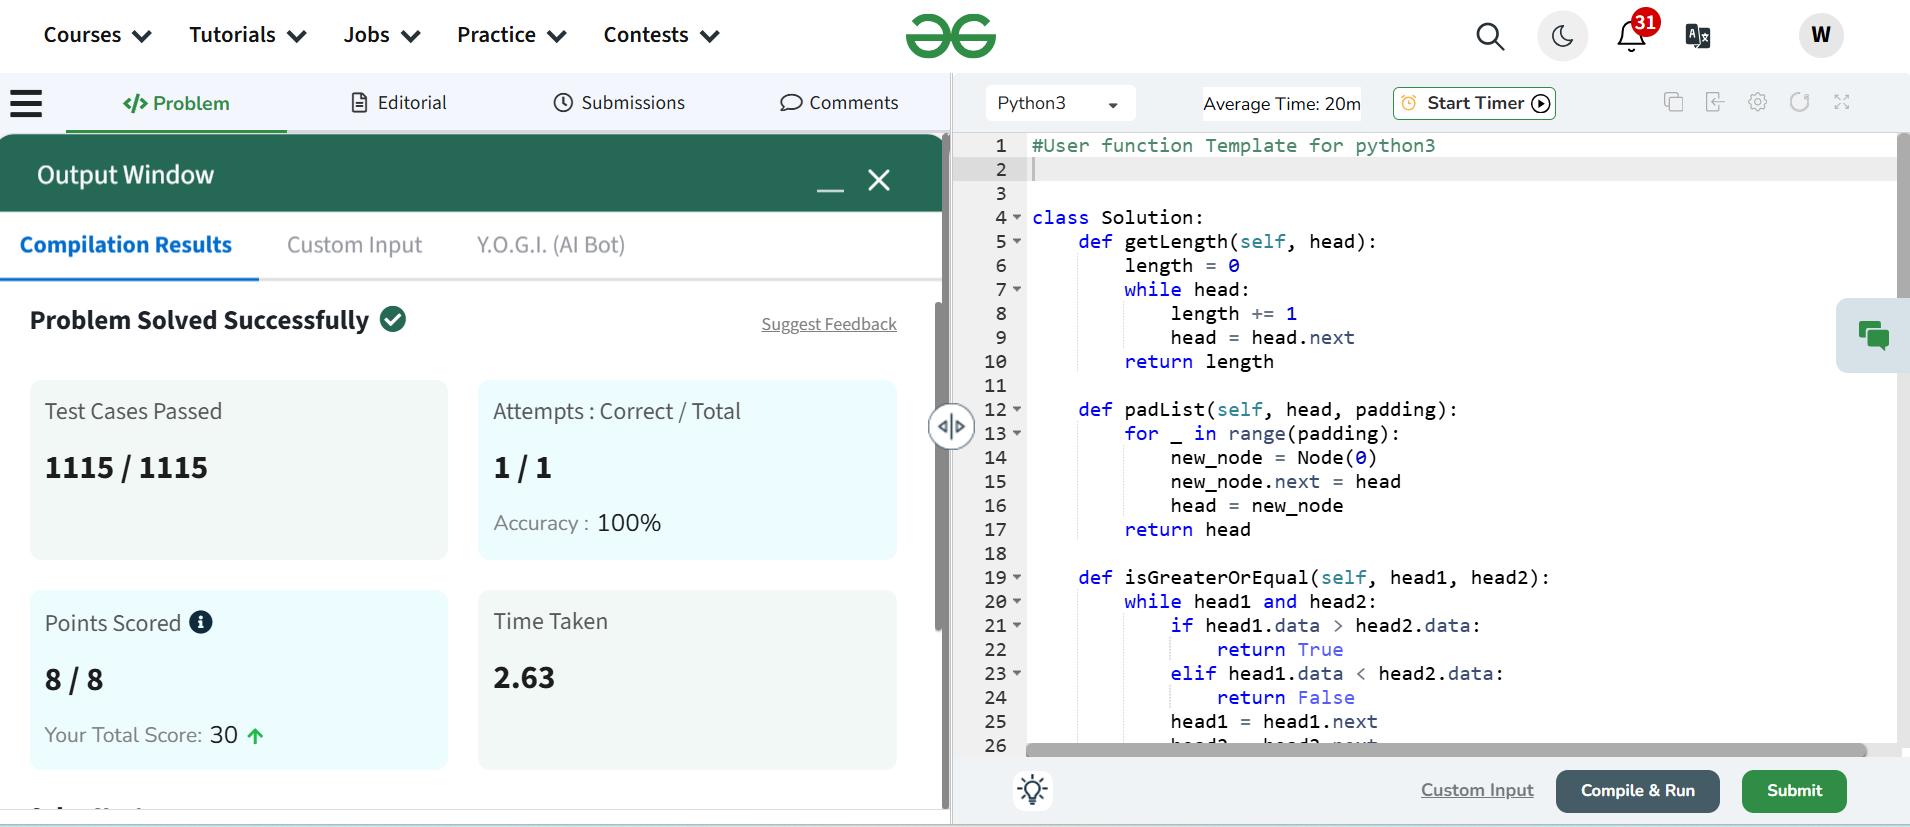 Courses Tutorials Jobs Practice Contests 31 W
Problem Editorial Submissions Comments
Output Window
Compilation Results Custom Input Y.O.G.I. (AI Bot)
Problem Solved Successfully Suggest Feedback
Test Cases Passed
1115 / 1115
Attempts : Correct / Total
1 / 1
Accuracy : 100%
Points Scored
8 / 8
Your Total Score: 30
Time Taken
2.63
Python3 Average Time: 20m Start Timer
1 #User function Template for python3
2
3
4 class Solution:
5 def getLength(self, head):
6 length = 0
7 while head:
8 length += 1
9 head = head.next
10 return length
11
12 def padList(self, head, padding):
13 for _ in range(padding):
14 new_node = Node(0)
15 new_node.next = head
16 head = new_node
17 return head
18
19 def isGreaterOrEqual(self, head1, head2):
20 while head1 and head2:
21 if head1.data > head2.data:
22 return True
23 elif head1.data < head2.data:
24 return False
25 head1 = head1.next
26
Custom Input Compile & Run Submit